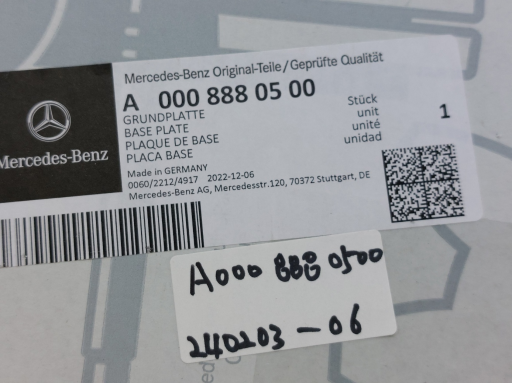 Mercedes-Benz Original-Teile/Geprüfte Qualität
A 000 888 05 00
GRUNDPLATTE
BASE PLATE
PLAQUE DE BASE
PLACA BASE
Stück
unit
unité
unidad
1
Made in GERMANY
0060/2212/4917 2022-12-06
Mercedes-Benz AG, Mercedesstr.120, 70372 Stuttgart, DE
Mercedes-Benz
A000 888 0500
240203-06